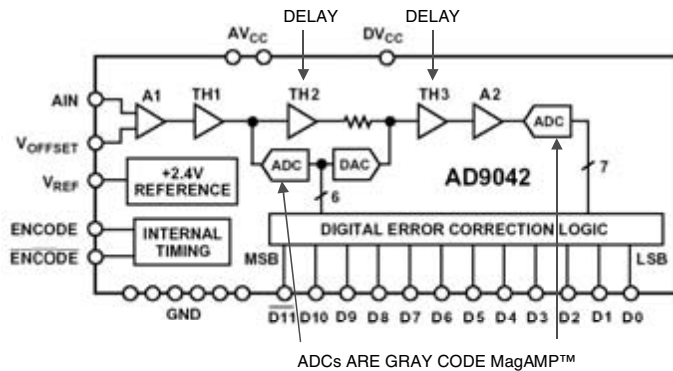 DELAY DELAY
AVCC DVCC
AIN A1 TH1 TH2 TH3 A2
ADC
VOFFSET
ADC DAC
7
VREF +2.4V REFERENCE
6
AD9042
ENCODE
ENCODE
INTERNAL TIMING
DIGITAL ERROR CORRECTION LOGIC
MSB LSB
GND D11 D10 D9 D8 D7 D6 D5 D4 D3 D2 D1 D0
ADCs ARE GRAY CODE MagAMP™